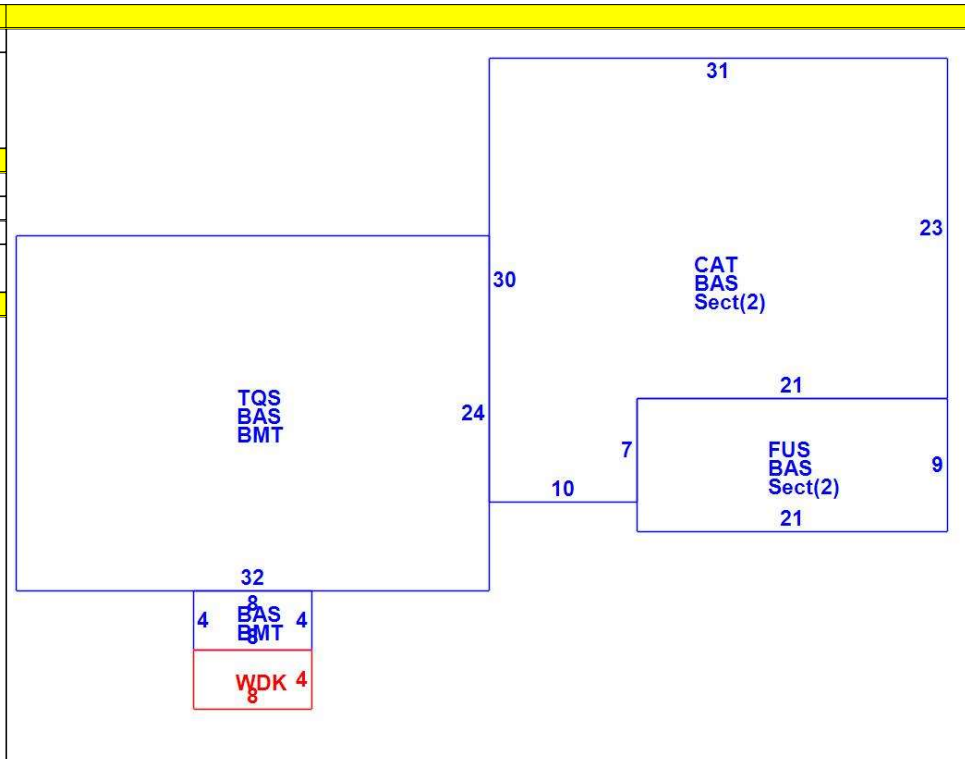 31
23
CAT
BAS
Sect(2)
30
21
TQS
BAS
BMT
24
7
FUS
BAS
Sect(2)
9
10
21
32
8
4
BAS
BMT
4
8
WDK
4
8